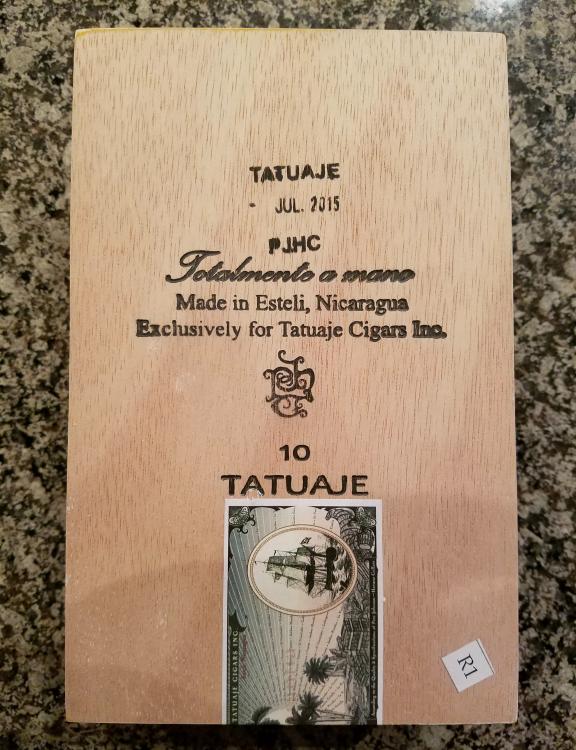 TATUAJE
- JUL. 2015
PJHC
Totalmente a mano
Made in Esteli, Nicaragua
Exclusively for Tatuaje Cigars Inc.
10
TATUAJE
TATUAJE CIGARS INC
R1